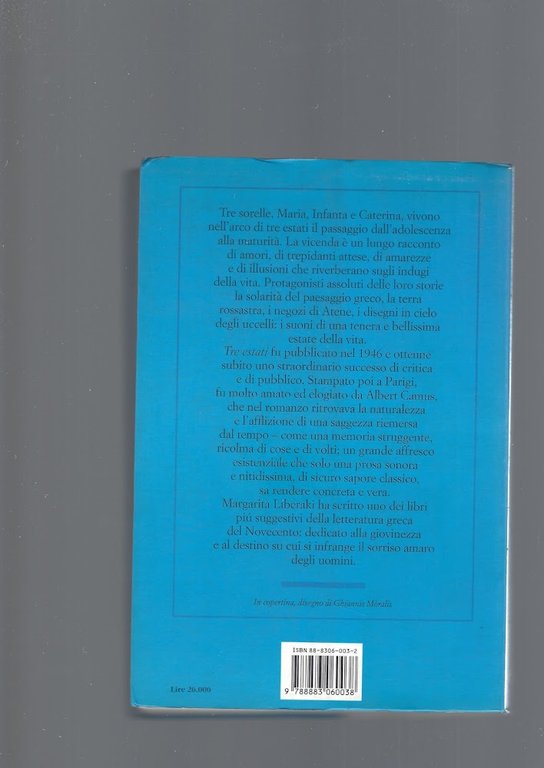 Tre sorelle, Maria, Infanta e Caterina, vivono
nell'arco di tre estati il passaggio dall'adolescenza
alla maturità. La vicenda è un lungo racconto
di amori, di trepidanti attese, di amarezze
e di illusioni che riverberano sugli indugi
della vita. Protagonisti assoluti delle loro storie
la solarità del paesaggio greco, la terra
rossastra, i negozi di Atene, i disegni in cielo
degli uccelli: i suoni di una tenera e bellissima
estate della vita.
Tre estati fu pubblicato nel 1946 e ottenne
subito uno straordinario successo di critica
e di pubblico. Stampato poi a Parigi,
fu molto amato ed elogiato da Albert Camus,
che nel romanzo ritrovava la naturalezza
e l'afflizione di una saggezza riemersa
dal tempo – come una memoria struggente,
ricolma di cose e di volti; un grande affresco
esistenziale che solo una prosa sonora
e nitidissima, di sicuro sapore classico,
sa rendere concreta e vera.
Margarita Liberaki ha scritto uno dei libri
più suggestivi della letteratura greca
del Novecento: dedicato alla giovinezza
e al destino su cui si infrange il sorriso amaro
degli uomini.
In copertina, disegno di Ghiannis Moralis
ISBN 88-8306-003-2
9 788883 060038
Lire 26.000